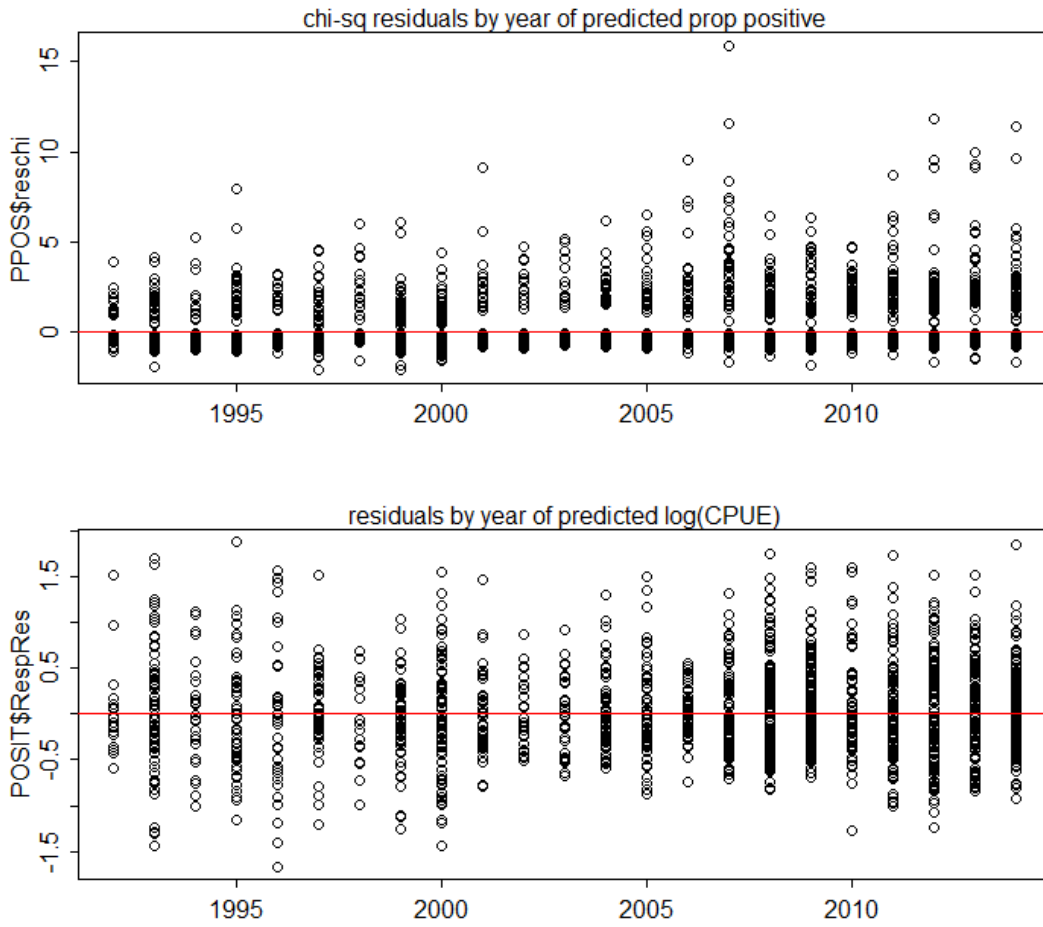 chi-sq residuals by year of predicted prop positive
PPOS$reschi
15
10
5
0
1995 2000 2005 2010
residuals by year of predicted log(CPUE)
POSIT$RespRes
1.5
0.5
-0.5
-1.5
1995 2000 2005 2010